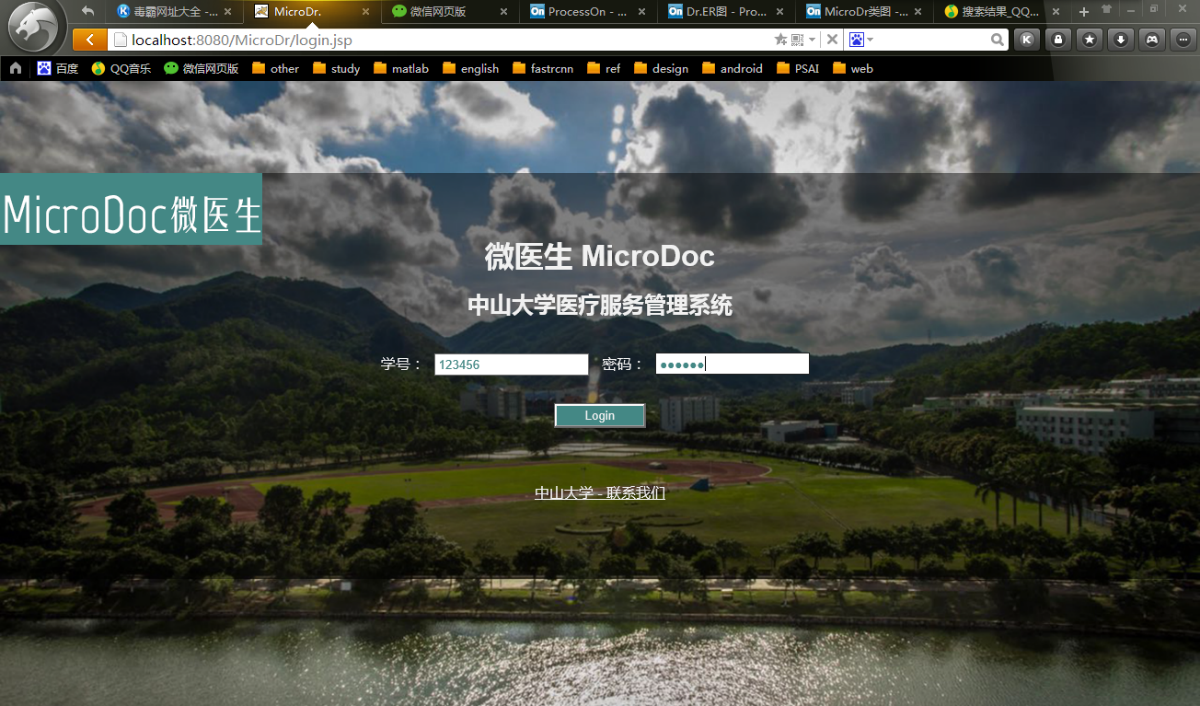 毒霸网址大全 -...
MicroDr.
微信网页版
ProcessOn - ...
Dr.ER图 - Pro...
MicroDr类图 -...
搜索结果_QQ...
localhost:8080/MicroDr/login.jsp
百度
QQ音乐
微信网页版
other
study
matlab
english
fastrcnn
ref
design
android
PSAI
web
MicroDoc微医生
微医生 MicroDoc
中山大学医疗服务管理系统
学号： 123456 密码： ••••••
Login
中山大学 - 联系我们